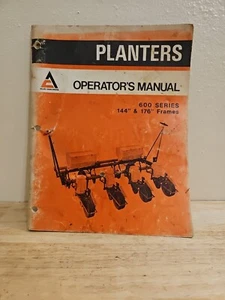 PLANTERS
OPERATOR'S MANUAL
600 SERIES
144" & 176" Frames